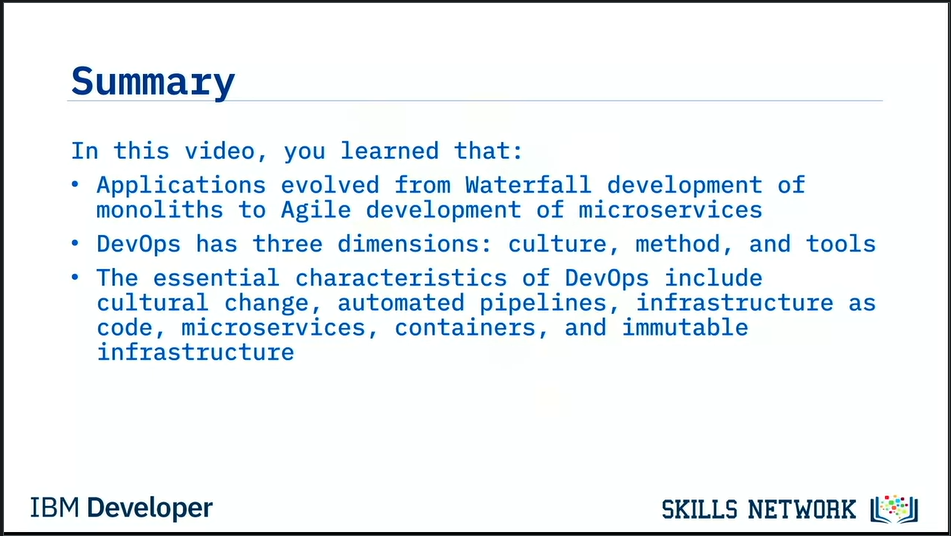 Summary
In this video, you learned that:
• Applications evolved from Waterfall development of
monoliths to Agile development of microservices
• DevOps has three dimensions: culture, method, and tools
• The essential characteristics of DevOps include
cultural change, automated pipelines, infrastructure as
code, microservices, containers, and immutable
infrastructure
IBM Developer
SKILLS NETWORK